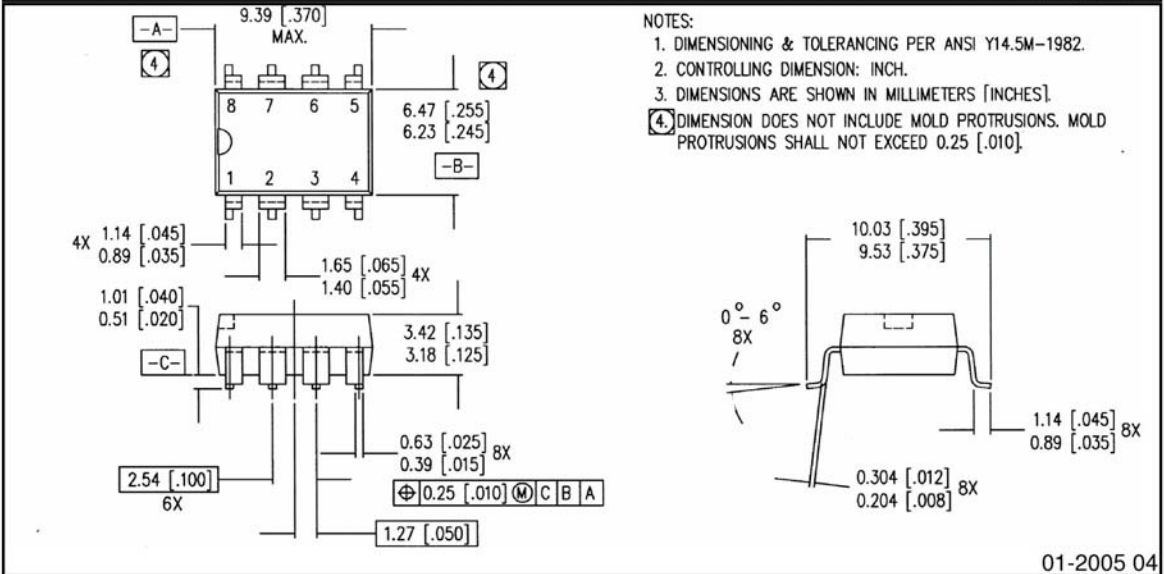 -A-
9.39 [.370]
MAX.
4
4
8 7 6 5
1 2 3 4
6.47 [.255]
6.23 [.245]
-B-
4X 1.14 [.045]
0.89 [.035]
1.65 [.065] 4X
1.40 [.055]
1.01 [.040]
0.51 [.020]
-C-
3.42 [.135]
3.18 [.125]
0.63 [.025] 8X
0.39 [.015]
2.54 [.100]
6X
⌖ 0.25 [.010] Ⓜ C B A
1.27 [.050]
NOTES:
1. DIMENSIONING & TOLERANCING PER ANSI Y14.5M-1982.
2. CONTROLLING DIMENSION: INCH.
3. DIMENSIONS ARE SHOWN IN MILLIMETERS [INCHES].
4. DIMENSION DOES NOT INCLUDE MOLD PROTRUSIONS. MOLD
PROTRUSIONS SHALL NOT EXCEED 0.25 [.010].
10.03 [.395]
9.53 [.375]
0° - 6°
8X
1.14 [.045] 8X
0.89 [.035]
0.304 [.012] 8X
0.204 [.008]
01-2005 04